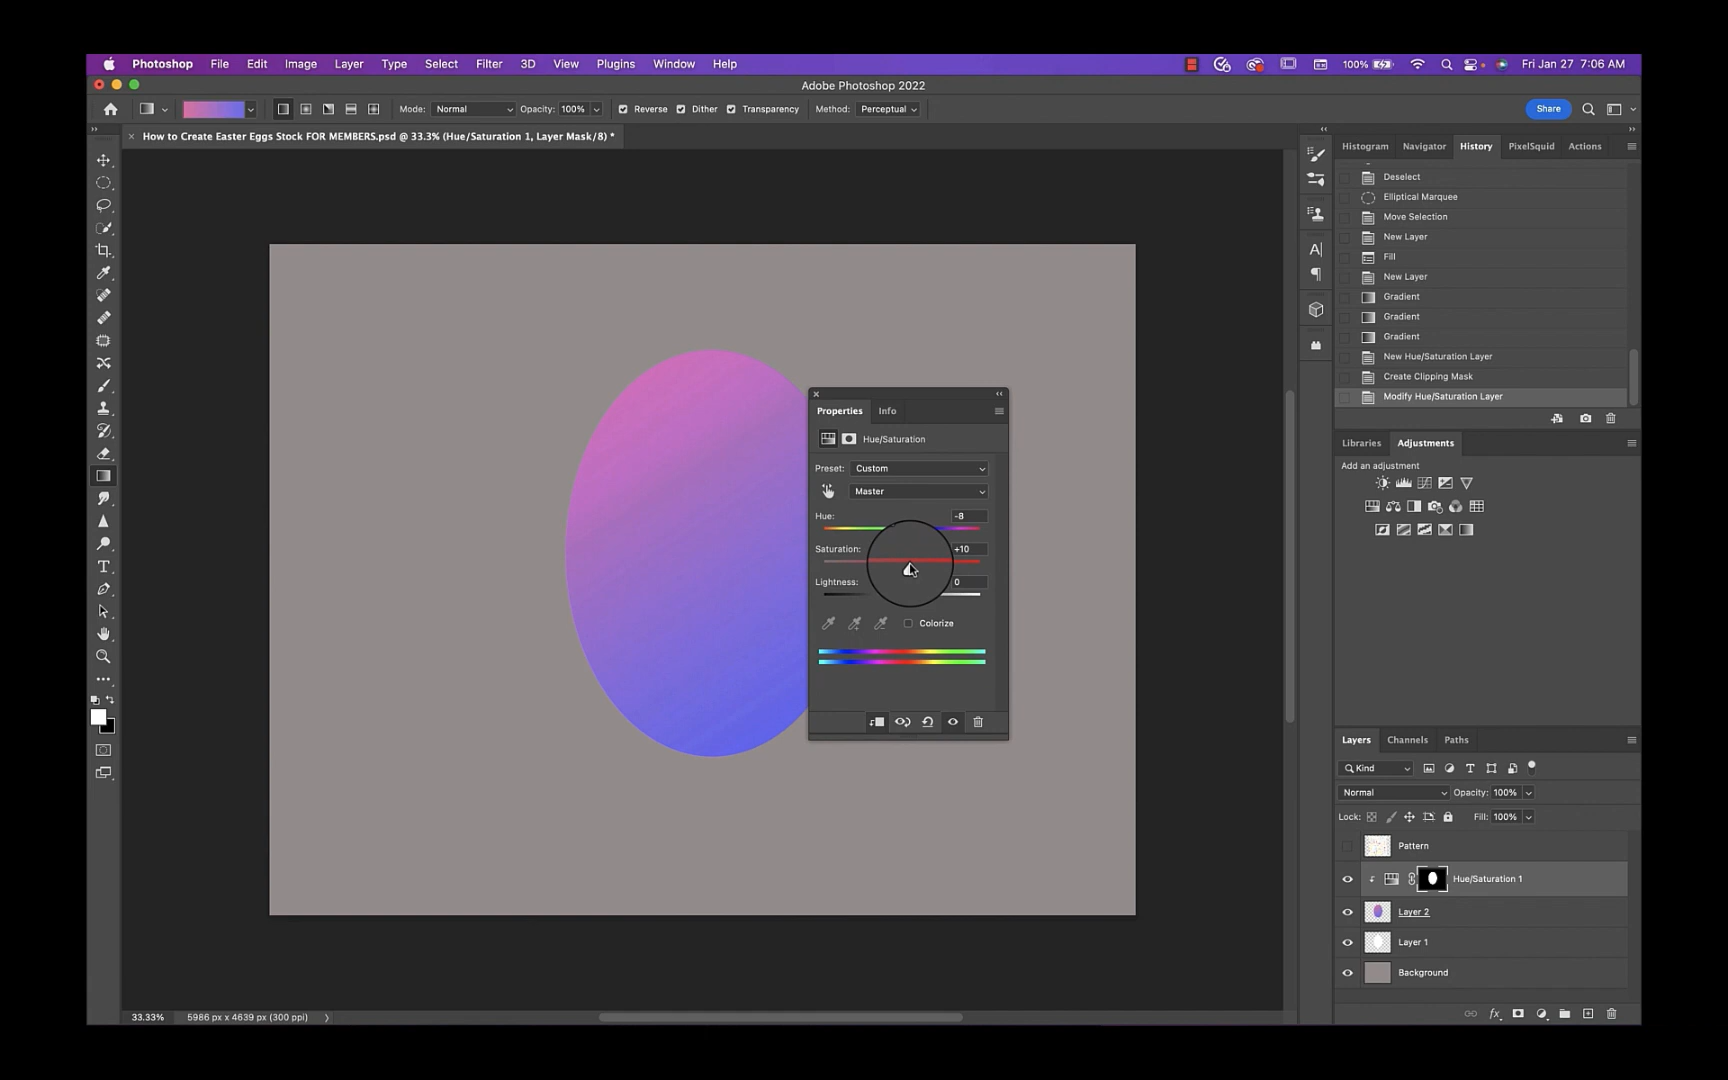 Photoshop File Edit Image Layer Type Select Filter 3D View Plugins Window Help 100% Fri Jan 27 7:06 AM
Adobe Photoshop 2022
Mode: Normal Opacity: 100% Reverse Dither Transparency Method: Perceptual Share
How to Create Easter Eggs Stock FOR MEMBERS.psd @ 33.3% (Hue/Saturation 1, Layer Mask/8) *
Histogram Navigator History PixelSquid Actions
Deselect
Elliptical Marquee
Move Selection
New Layer
Fill
New Layer
Gradient
Gradient
Gradient
New Hue/Saturation Layer
Create Clipping Mask
Modify Hue/Saturation Layer
Properties Info
Hue/Saturation
Preset: Custom
Master
Hue: -8
Saturation: +10
Lightness: 0
Colorize
Libraries Adjustments
Add an adjustment
Layers Channels Paths
Kind
Normal Opacity: 100%
Lock: Fill: 100%
Pattern
Hue/Saturation 1
Layer 2
Layer 1
Background
33.33% 5986 px x 4639 px (300 ppi)